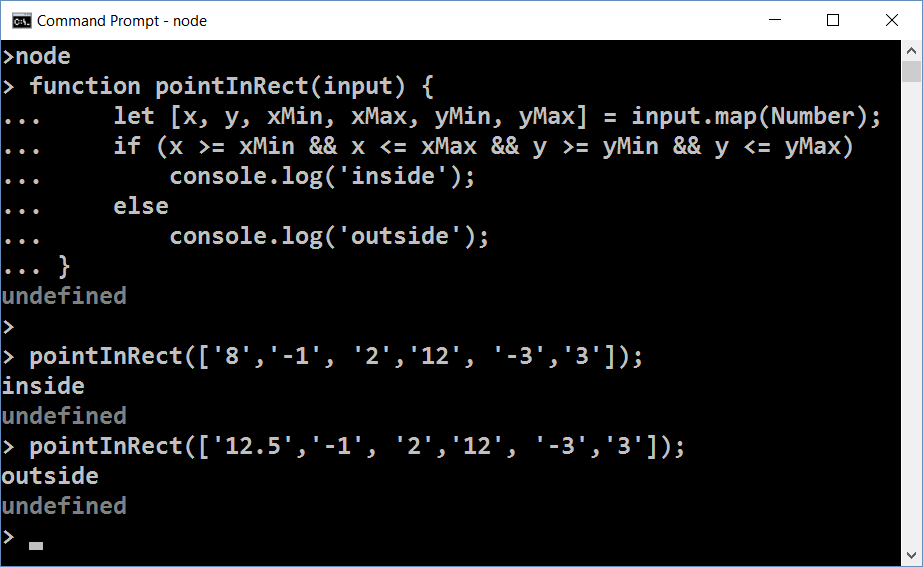 Command Prompt - node
>node
> function pointInRect(input) {
...     let [x, y, xMin, xMax, yMin, yMax] = input.map(Number);
...     if (x >= xMin && x <= xMax && y >= yMin && y <= yMax)
...         console.log('inside');
...     else
...         console.log('outside');
... }
undefined
>
> pointInRect(['8','-1', '2','12', '-3','3']);
inside
undefined
> pointInRect(['12.5','-1', '2','12', '-3','3']);
outside
undefined
>